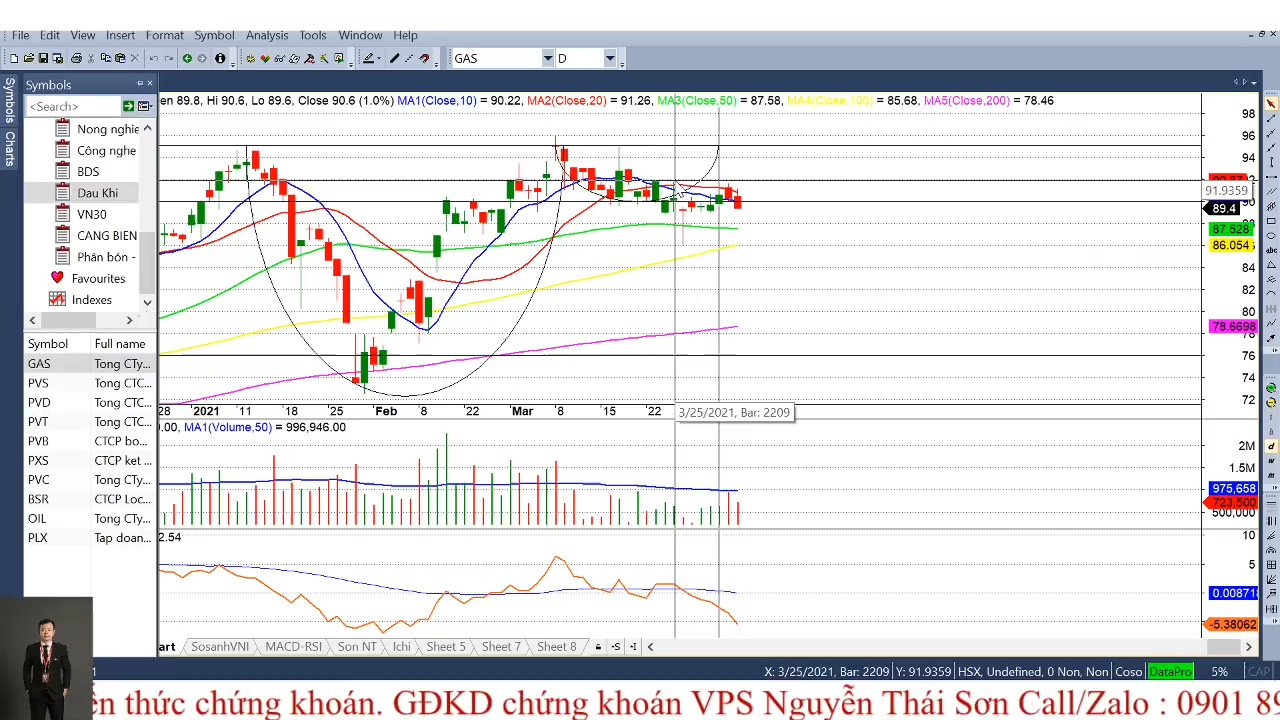 File Edit View Insert Format Symbol Analysis Tools Window Help
GAS D
Symbols
<Search>
Symbols
Charts
Nong nghie
Công nghe
BDS
Dau Khi
VN30
CANG BIEN
Phân bón -
Favourites
Indexes
Symbol Full name
GAS Tong CTy...
PVS Tong CTC...
PVD Tong CTC...
PVT Tong CTy...
PVB CTCP bo...
PXS CTCP ket ...
PVC Tong CTy...
BSR CTCP Loc...
OIL Tong CTy...
PLX Tap doan...
en 89.8, Hi 90.6, Lo 89.6, Close 90.6 (1.0%) MA1(Close,10) = 90.22, MA2(Close,20) = 91.26, MA3(Close,50) = 87.58, MA4(Close,100) = 85.68, MA5(Close,200) = 78.46
98
96
94
91.9359
90
89.4
87.528
86.054
84
82
80
78.6698
76
74
72
28 2021 11 18 25 Feb 8 22 Mar 8 15 22
3/25/2021, Bar: 2209
00, MA1(Volume,50) = 996,946.00
2M
1.5M
975,658
723,500
500,000
2.54
10
5
0.008718
-5.38062
art SosanhVNI MACD-RSI Son NT Ichi Sheet 5 Sheet 7 Sheet 8
X: 3/25/2021, Bar: 2209 Y: 91.9359 HSX, Undefined, 0 Non, Non Coso DataPro 5% CAP
ến thức chứng khoán. GĐKD chứng khoán VPS Nguyễn Thái Sơn Call/Zalo : 0901 89